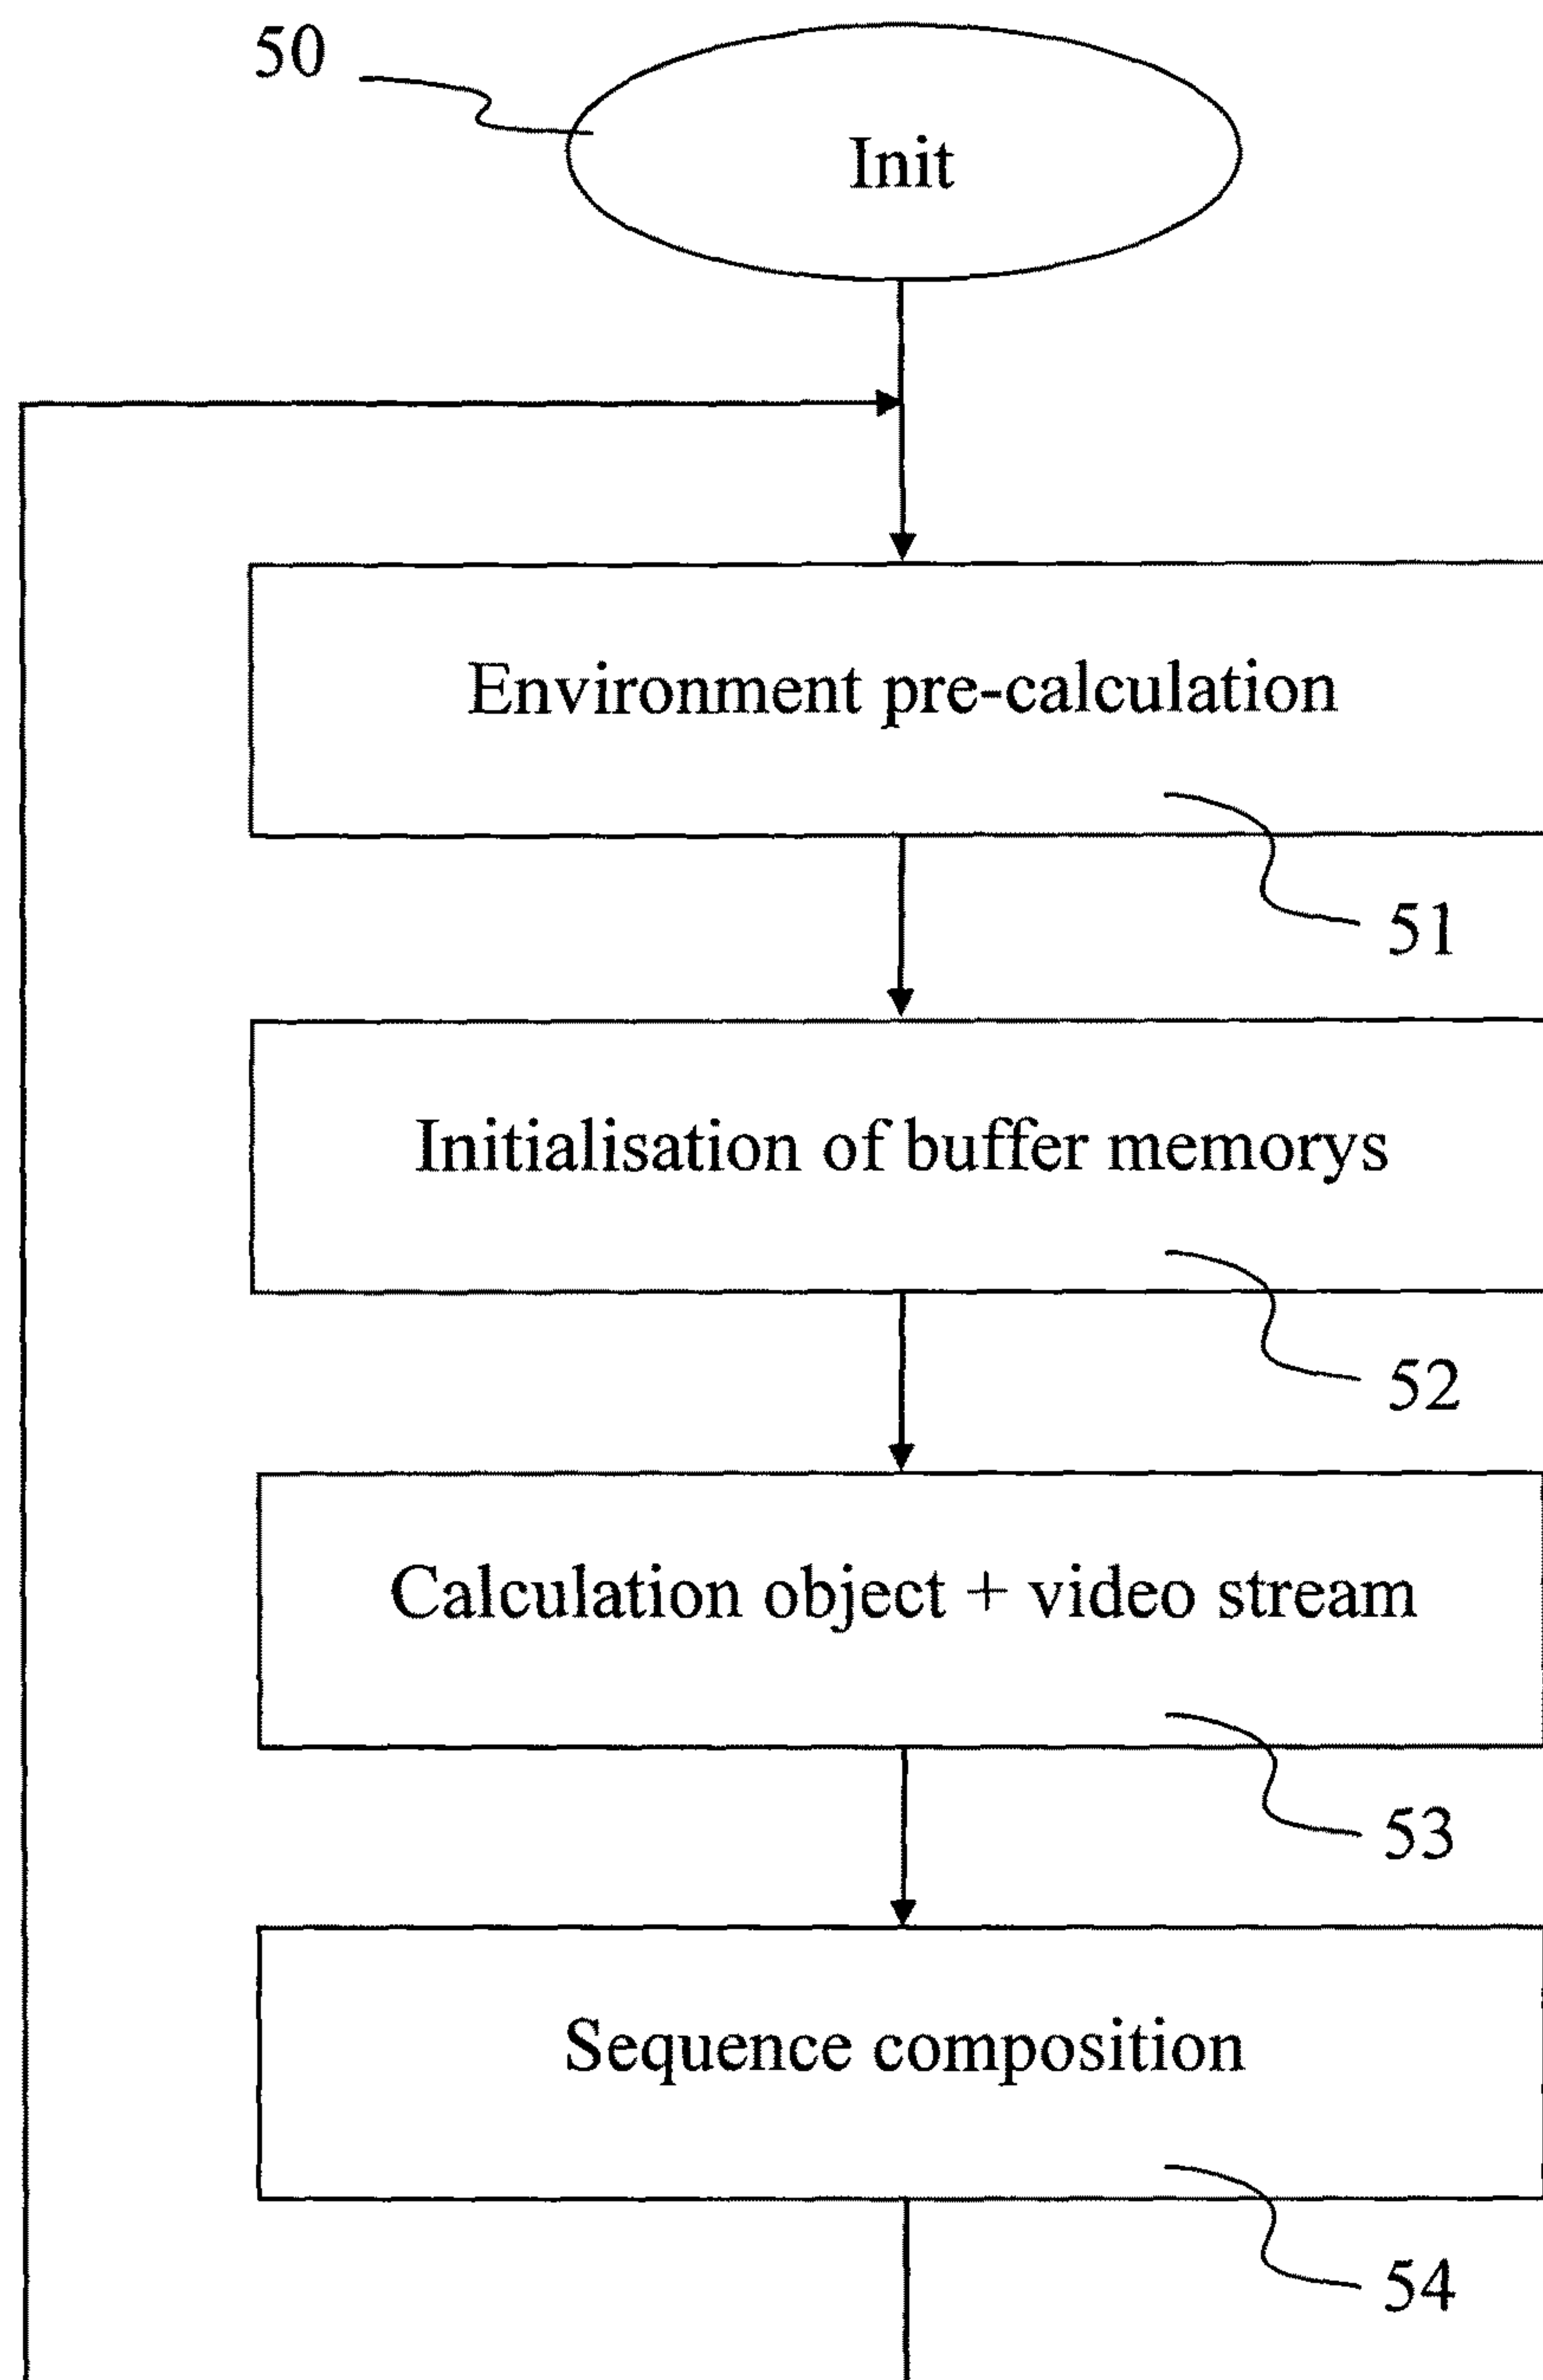 50
Init
Environment pre-calculation
51
Initialisation of buffer memorys
52
Calculation object + video stream
53
Sequence composition
54